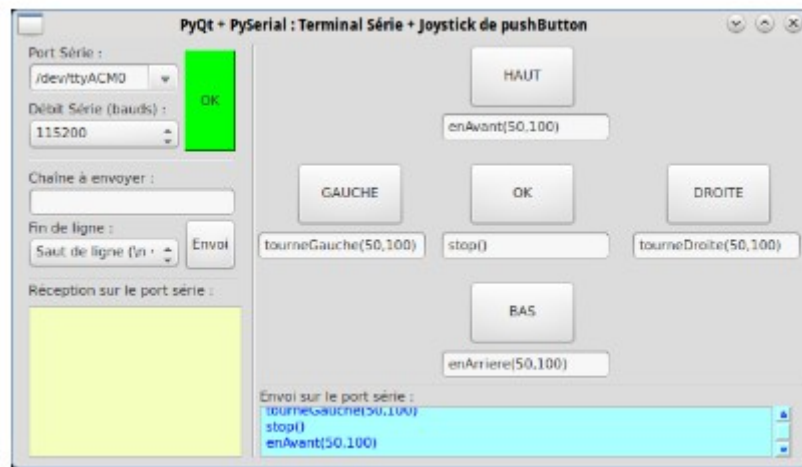 PyQt + PySerial : Terminal Série + Joystick de pushButton
Port Série :
/dev/ttyACM0
OK
Débit Série (bauds) :
115200
Chaîne à envoyer :
Fin de ligne :
Saut de ligne (\n
Envoi
Réception sur le port série :
HAUT
enAvant(50,100)
GAUCHE
tourneGauche(50,100)
OK
stop()
DROITE
tourneDroite(50,100)
BAS
enArriere(50,100)
Envoi sur le port série :
tourneGauche(50,100)
stop()
enAvant(50,100)